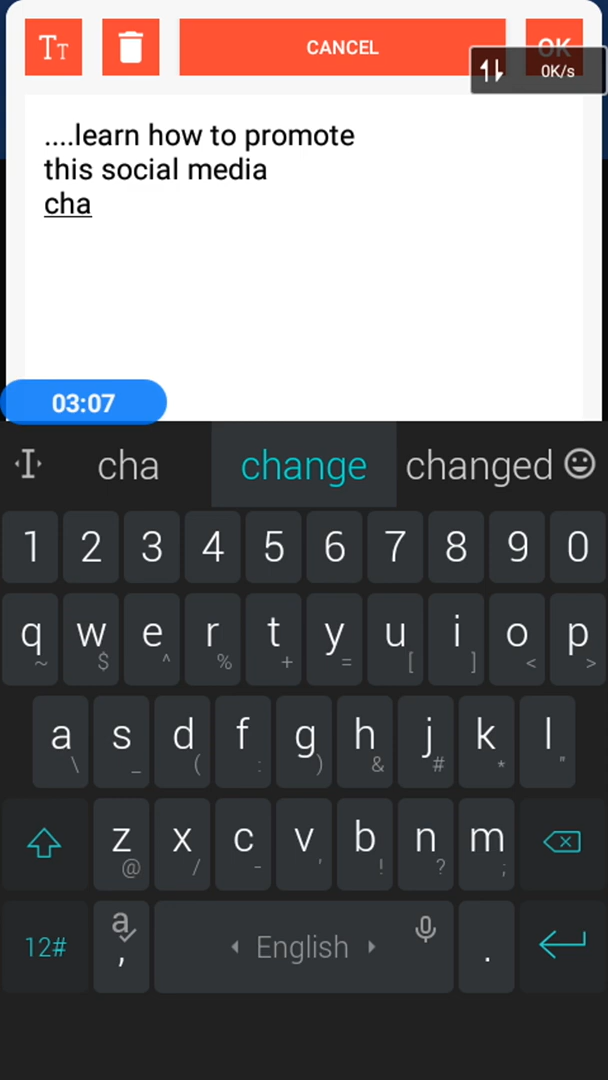 TT
CANCEL
OK
0K/s
....learn how to promote
this social media
cha
03:07
cha change changed
1 2 3 4 5 6 7 8 9 0
q w e r t y u i o p
~ $ ^ % + = [ ] < >
a s d f g h j k l
\ _ ( : ) & # * "
z x c v b n m
@ / - ' ! ? ;
12# a , English .